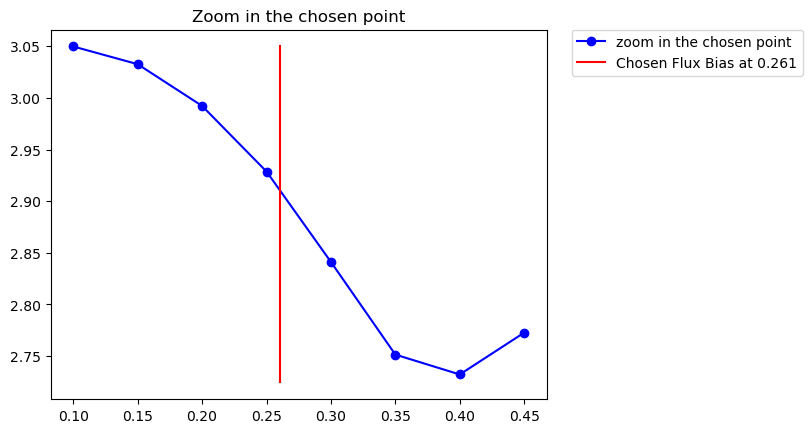 Zoom in the chosen point
zoom in the chosen point
Chosen Flux Bias at 0.261
3.05
3.00
2.95
2.90
2.85
2.80
2.75
0.10 0.15 0.20 0.25 0.30 0.35 0.40 0.45